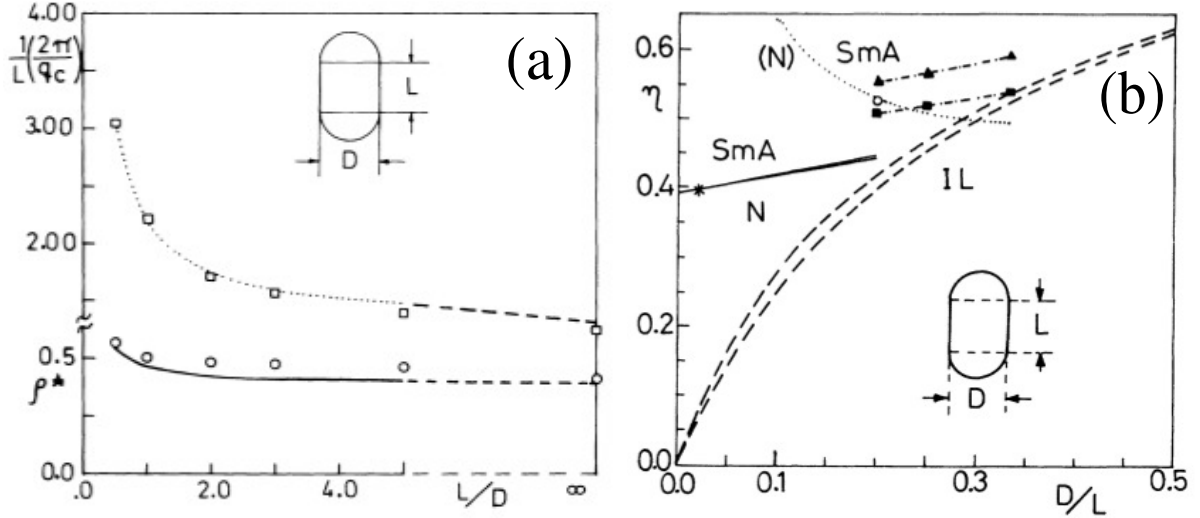 4.00
1/L (2π/qc)
3.00
2.00
0.5
ρ*
0.0
.0
2.0
4.0
L/D
∞
L
D
(a)
0.6
η
0.4
0.2
0.0
0.0
0.1
0.3
0.5
D/L
(N)
SmA
SmA
N
IL
L
D
(b)